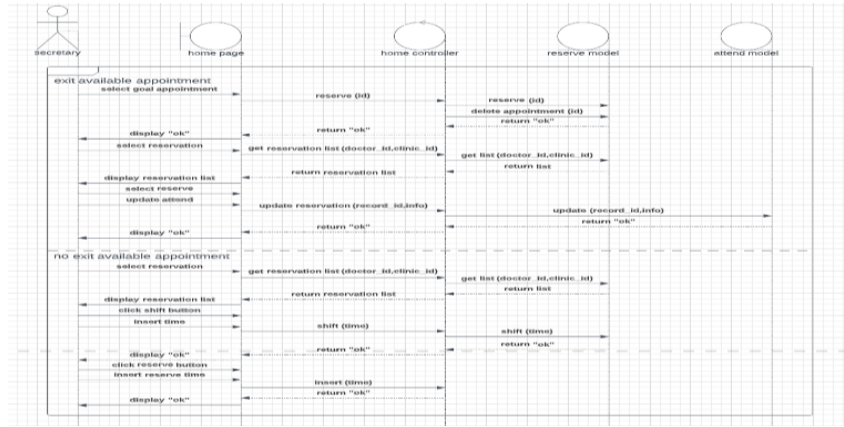 secretary
home page
home controller
reserve model
attend model
exit available appointment
select goal appointment
reserve (id)
reserve (id)
delete appointment (id)
return "ok"
return "ok"
display "ok"
select reservation
get reservation list (doctor_id,clinic_id)
get list (doctor_id,clinic_id)
return list
return reservation list
display reservation list
select reserve
update attend
update reservation (record_id,info)
update (record_id,info)
return "ok"
return "ok"
display "ok"
no exit available appointment
select reservation
get reservation list (doctor_id,clinic_id)
get list (doctor_id,clinic_id)
return list
return reservation list
display reservation list
click shift button
insert time
shift (time)
shift (time)
return "ok"
return "ok"
display "ok"
click reserve button
insert reserve time
insert (time)
return "ok"
display "ok"